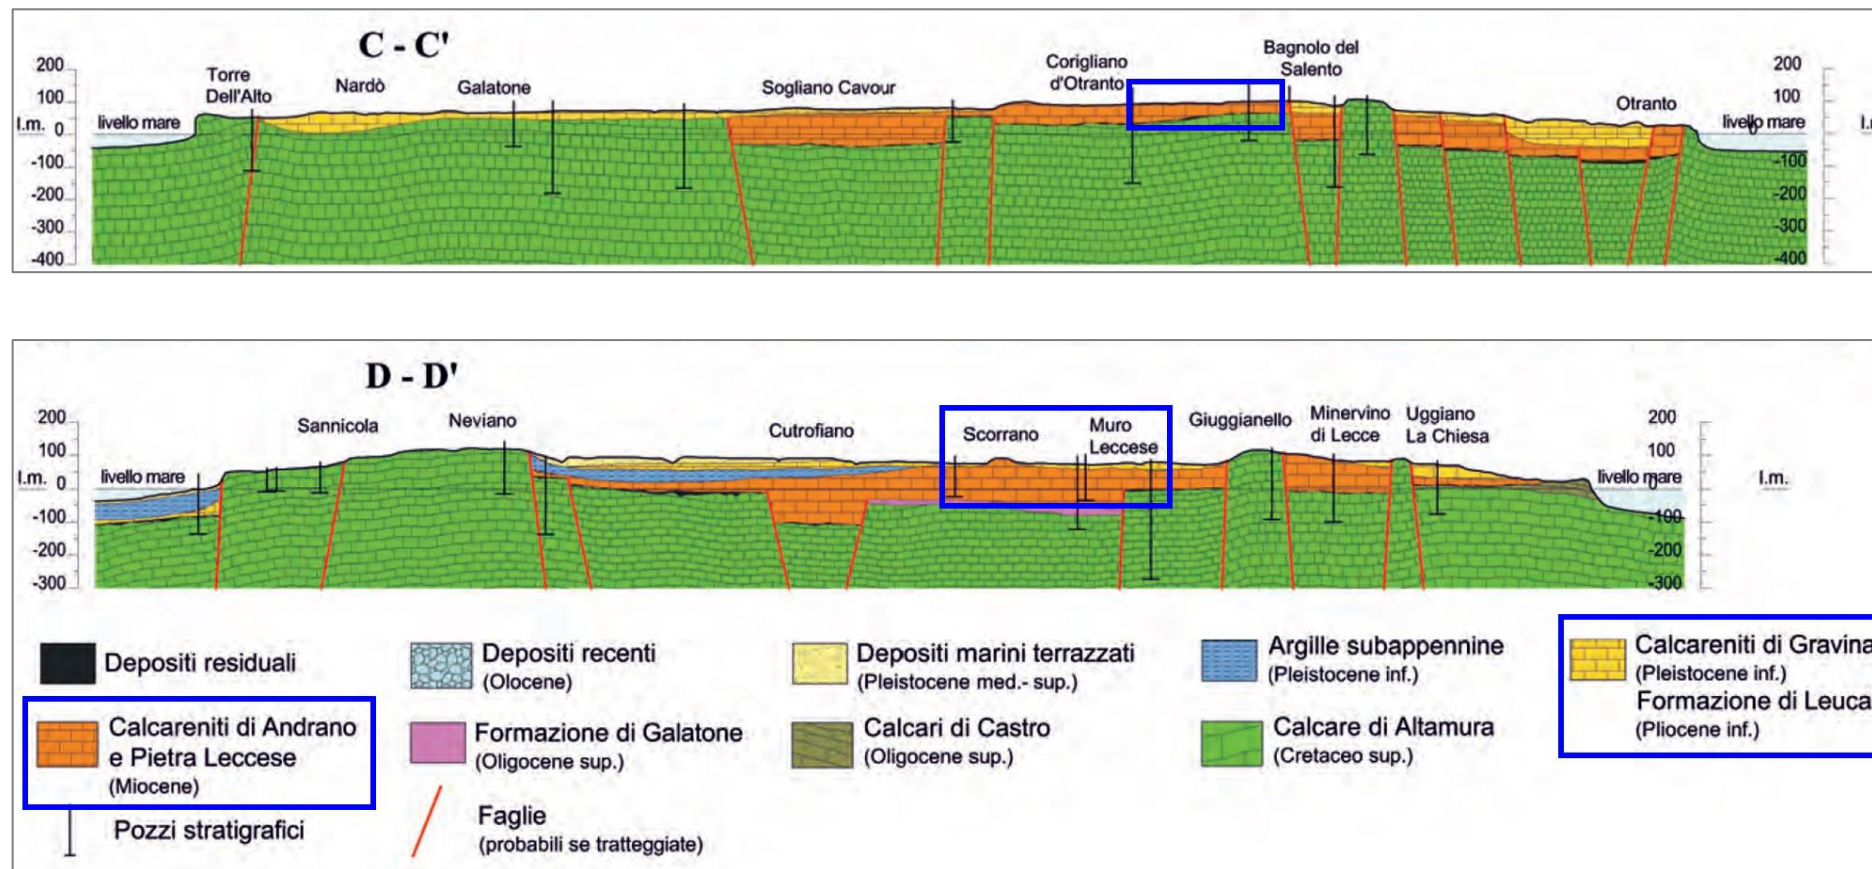 C - C'
Torre
Dell'Alto
Nardò
Galatone
Sogliano Cavour
Corigliano
d'Otranto
Bagnolo del
Salento
Otranto
200
100
l.m.
0
livello mare
-100
-200
-300
-400
200
100
livello mare
0
l.m
-100
-200
-300
-400
D - D'
Sannicola
Neviano
Cutrofiano
Scorrano
Muro
Leccese
Giuggianello
Minervino
di Lecce
Uggiano
La Chiesa
200
100
l.m.
0
livello mare
-100
-200
-300
200
100
livello mare
0
l.m.
-100
-200
-300
Depositi residuali
Depositi recenti
(Olocene)
Depositi marini terrazzati
(Pleistocene med.- sup.)
Argille subappennine
(Pleistocene inf.)
Calcareniti di Gravina
(Pleistocene inf.)
Formazione di Leuca
(Pliocene inf.)
Calcareniti di Andrano
e Pietra Leccese
(Miocene)
Formazione di Galatone
(Oligocene sup.)
Calcari di Castro
(Oligocene sup.)
Calcare di Altamura
(Cretaceo sup.)
Pozzi stratigrafici
Faglie
(probabili se tratteggiate)